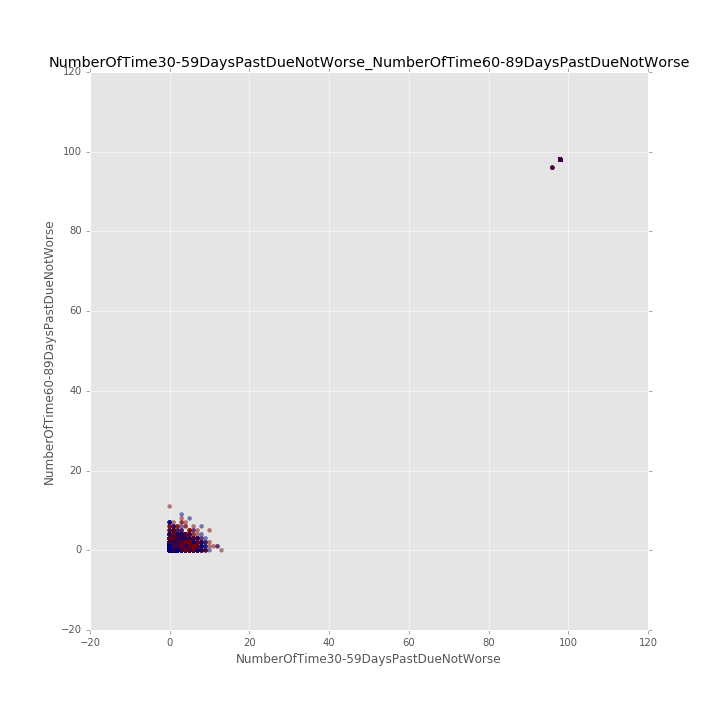 NumberOfTime30-59DaysPastDueNotWorse_NumberOfTime60-89DaysPastDueNotWorse
120
100
80
60
40
20
0
−20
NumberOfTime60-89DaysPastDueNotWorse
−20 0 20 40 60 80 100 120
NumberOfTime30-59DaysPastDueNotWorse